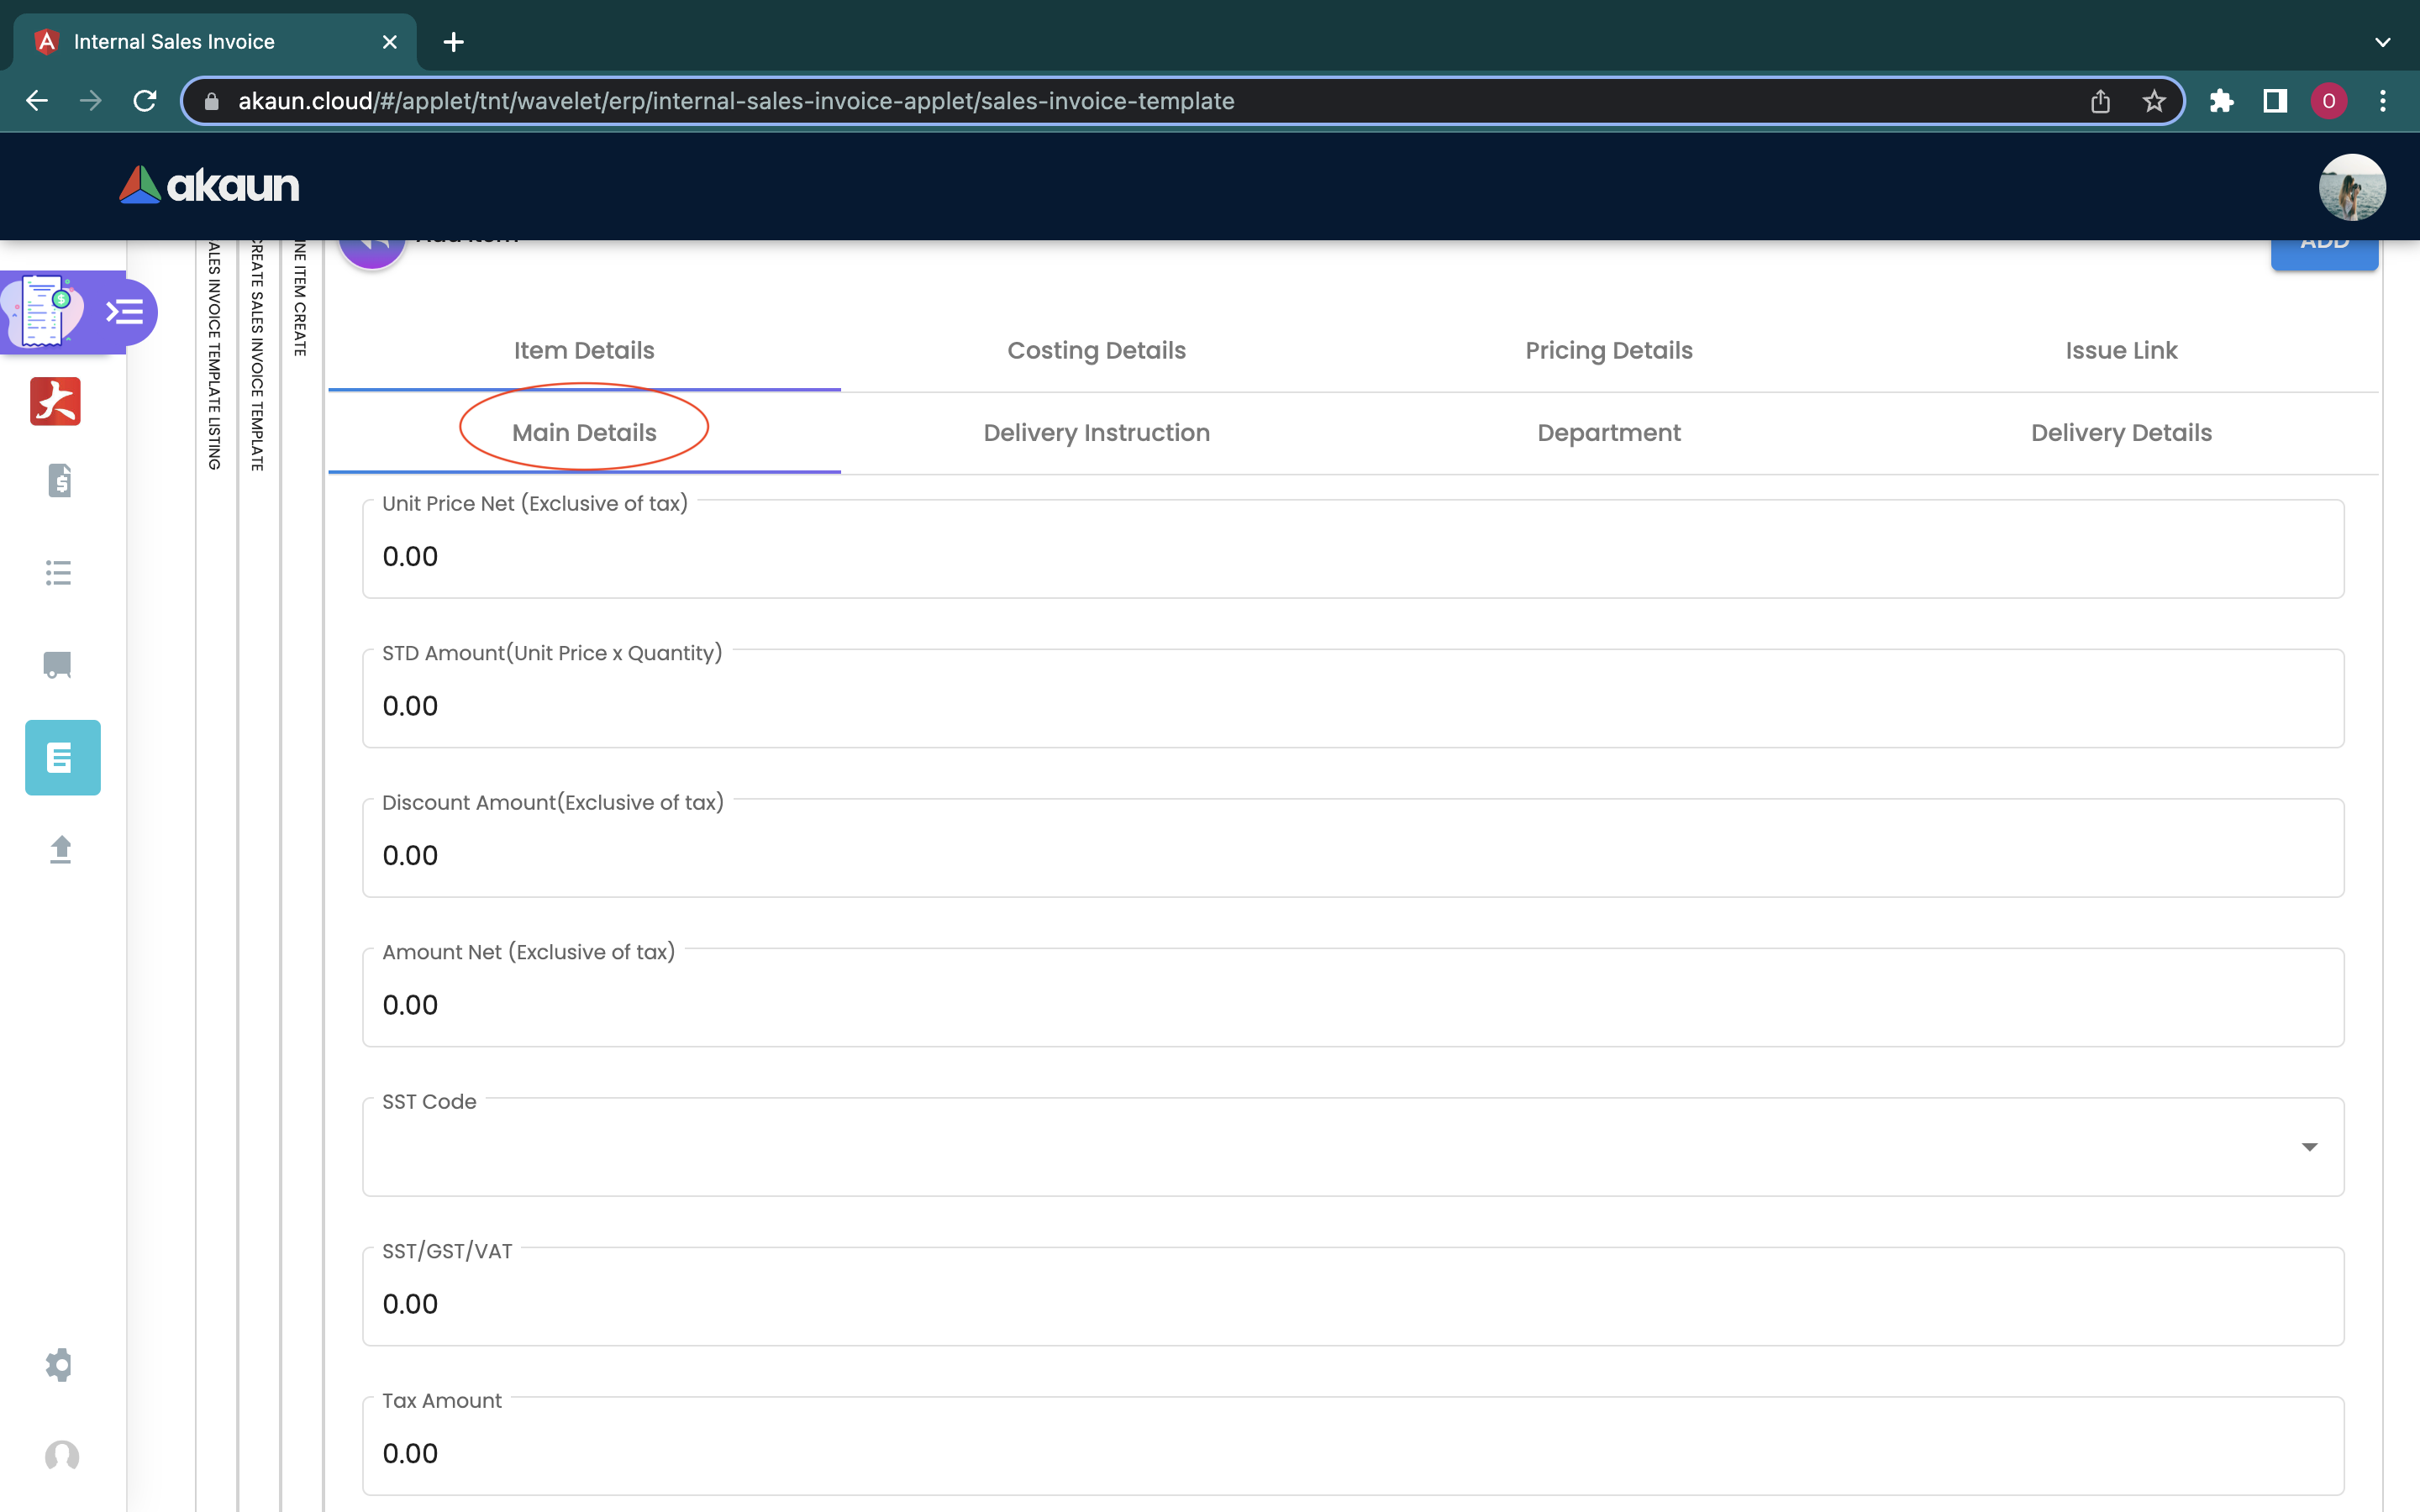 Internal Sales Invoice
akaun.cloud/#/applet/tnt/wavelet/erp/internal-sales-invoice-applet/sales-invoice-template
O
akaun
Add Item
ADD
ALES INVOICE TEMPLATE LISTING
CREATE SALES INVOICE TEMPLATE
INE ITEM CREATE
Item Details
Costing Details
Pricing Details
Issue Link
Main Details
Delivery Instruction
Department
Delivery Details
Unit Price Net (Exclusive of tax)
0.00
STD Amount(Unit Price x Quantity)
0.00
Discount Amount(Exclusive of tax)
0.00
Amount Net (Exclusive of tax)
0.00
SST Code
SST/GST/VAT
0.00
Tax Amount
0.00